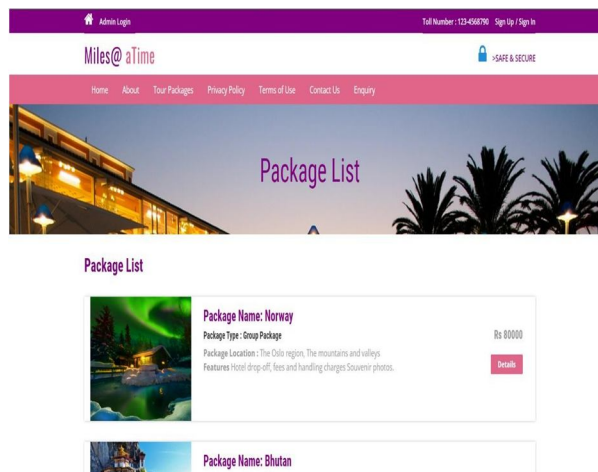 Admin Login
Toll Number : 123-4568790 Sign Up / Sign In
Miles@ aTime
>SAFE & SECURE
Home About Tour Packages Privacy Policy Terms of Use Contact Us Enquiry
Package List
Package List
Package Name: Norway
Package Type : Group Package
Rs 80000
Package Location : The Oslo region, The mountains and valleys
Features Hotel drop-off, fees and handling charges Souvenir photos.
Details
Package Name: Bhutan